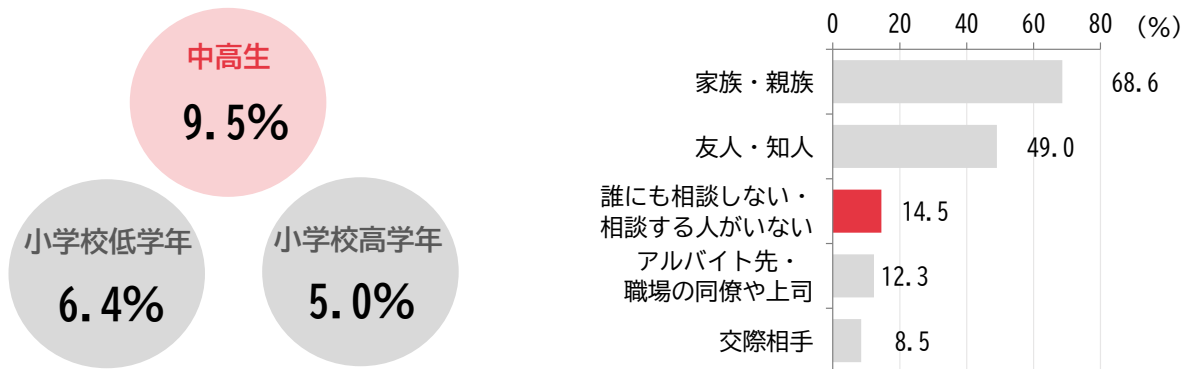 中高生
9.5%
小学校低学年
6.4%
小学校高学年
5.0%
0 20 40 60 80 (%)
家族・親族 68.6
友人・知人 49.0
誰にも相談しない・
相談する人がいない 14.5
アルバイト先・
職場の同僚や上司 12.3
交際相手 8.5